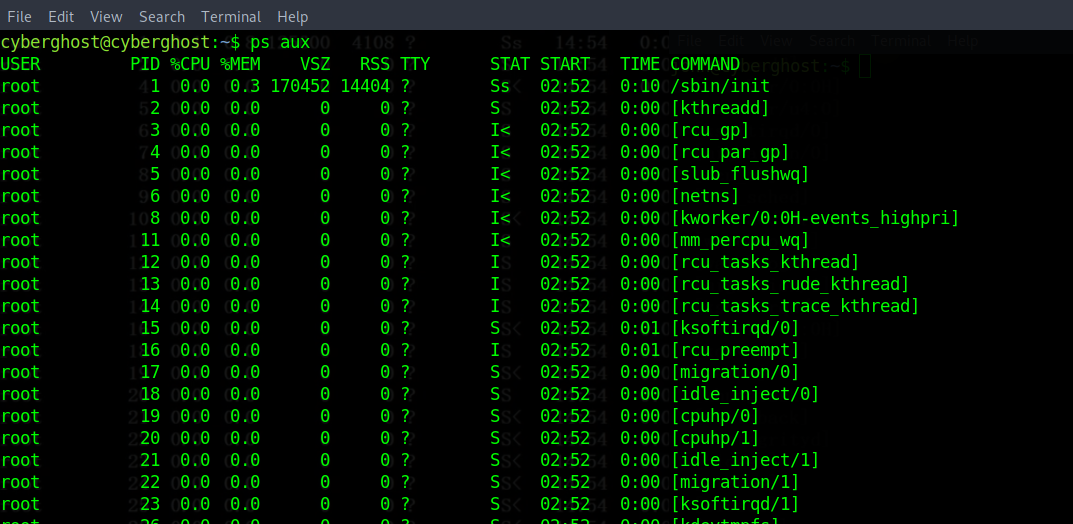 File Edit View Search Terminal Help
cyberghost@cyberghost:~$ ps aux
USER         PID %CPU %MEM    VSZ   RSS TTY      STAT START   TIME COMMAND
root           1  0.0  0.3 170452 14404 ?        Ss   02:52   0:10 /sbin/init
root           2  0.0  0.0      0     0 ?        S    02:52   0:00 [kthreadd]
root           3  0.0  0.0      0     0 ?        I<   02:52   0:00 [rcu_gp]
root           4  0.0  0.0      0     0 ?        I<   02:52   0:00 [rcu_par_gp]
root           5  0.0  0.0      0     0 ?        I<   02:52   0:00 [slub_flushwq]
root           6  0.0  0.0      0     0 ?        I<   02:52   0:00 [netns]
root           8  0.0  0.0      0     0 ?        I<   02:52   0:00 [kworker/0:0H-events_highpri]
root          11  0.0  0.0      0     0 ?        I<   02:52   0:00 [mm_percpu_wq]
root          12  0.0  0.0      0     0 ?        I    02:52   0:00 [rcu_tasks_kthread]
root          13  0.0  0.0      0     0 ?        I    02:52   0:00 [rcu_tasks_rude_kthread]
root          14  0.0  0.0      0     0 ?        I    02:52   0:00 [rcu_tasks_trace_kthread]
root          15  0.0  0.0      0     0 ?        S    02:52   0:01 [ksoftirqd/0]
root          16  0.0  0.0      0     0 ?        I    02:52   0:01 [rcu_preempt]
root          17  0.0  0.0      0     0 ?        S    02:52   0:00 [migration/0]
root          18  0.0  0.0      0     0 ?        S    02:52   0:00 [idle_inject/0]
root          19  0.0  0.0      0     0 ?        S    02:52   0:00 [cpuhp/0]
root          20  0.0  0.0      0     0 ?        S    02:52   0:00 [cpuhp/1]
root          21  0.0  0.0      0     0 ?        S    02:52   0:00 [idle_inject/1]
root          22  0.0  0.0      0     0 ?        S    02:52   0:00 [migration/1]
root          23  0.0  0.0      0     0 ?        S    02:52   0:00 [ksoftirqd/1]